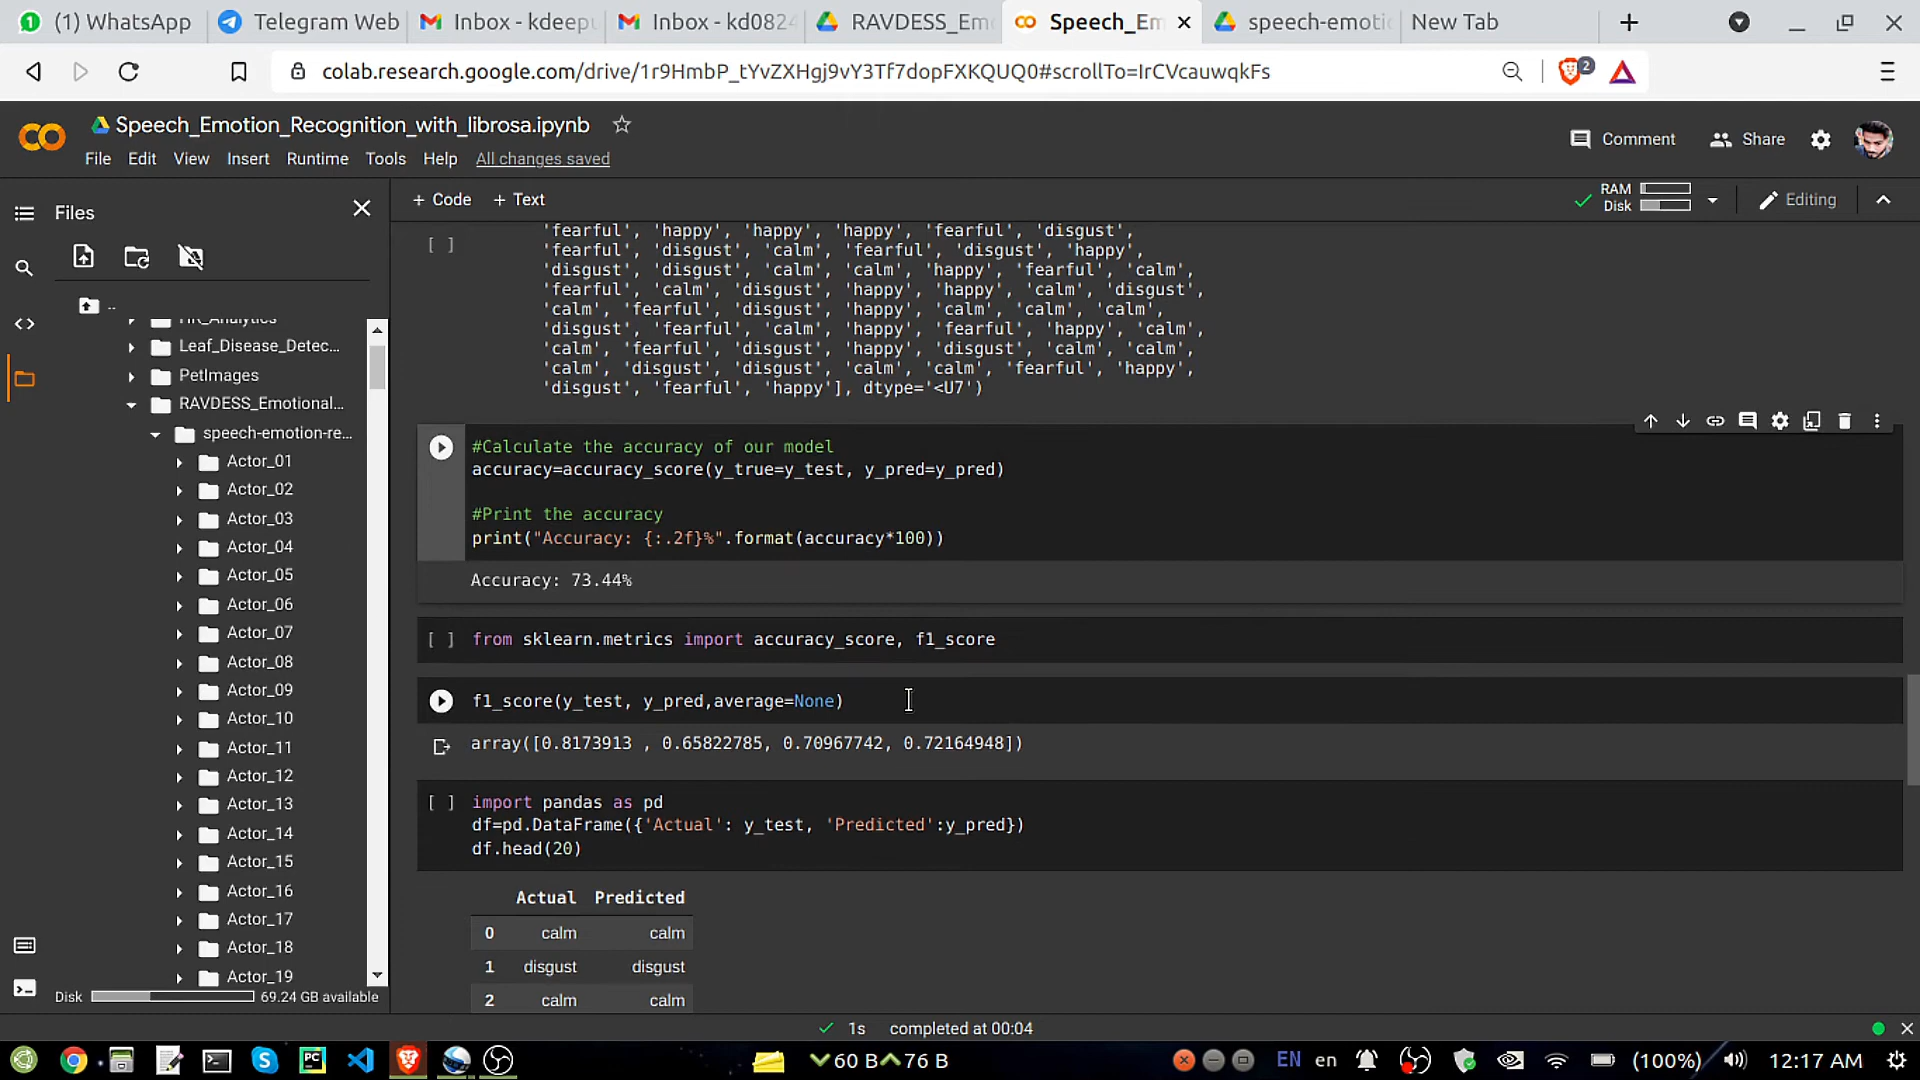 (1) WhatsApp
Telegram Web
Inbox - kdeepu
Inbox - kd0824
RAVDESS_Emo
Speech_Em
speech-emotio
New Tab
colab.research.google.com/drive/1r9HmbP_tYvZXHgj9vY3Tf7dopFXKQUQ0#scrollTo=IrCVcauwqkFs
2
Speech_Emotion_Recognition_with_librosa.ipynb
File Edit View Insert Runtime Tools Help All changes saved
Comment Share
+ Code + Text
RAM
Disk
Editing
Files
..
HR_Analytics
Leaf_Disease_Detec...
PetImages
RAVDESS_Emotional...
speech-emotion-re...
Actor_01
Actor_02
Actor_03
Actor_04
Actor_05
Actor_06
Actor_07
Actor_08
Actor_09
Actor_10
Actor_11
Actor_12
Actor_13
Actor_14
Actor_15
Actor_16
Actor_17
Actor_18
Actor_19
Disk 69.24 GB available
[ ]
'fearful', 'happy', 'happy', 'happy', 'fearful', 'disgust',
'fearful', 'disgust', 'calm', 'fearful', 'disgust', 'happy',
'disgust', 'disgust', 'calm', 'calm', 'happy', 'fearful', 'calm',
'fearful', 'calm', 'disgust', 'happy', 'happy', 'calm', 'disgust',
'calm', 'fearful', 'disgust', 'happy', 'calm', 'calm', 'calm',
'disgust', 'fearful', 'calm', 'happy', 'fearful', 'happy', 'calm',
'calm', 'fearful', 'disgust', 'happy', 'disgust', 'calm', 'calm',
'calm', 'disgust', 'disgust', 'calm', 'calm', 'fearful', 'happy',
'disgust', 'fearful', 'happy'], dtype='<U7')
#Calculate the accuracy of our model
accuracy=accuracy_score(y_true=y_test, y_pred=y_pred)
#Print the accuracy
print("Accuracy: {:.2f}%".format(accuracy*100))
Accuracy: 73.44%
[ ] from sklearn.metrics import accuracy_score, f1_score
f1_score(y_test, y_pred,average=None)
array([0.8173913 , 0.65822785, 0.70967742, 0.72164948])
[ ] import pandas as pd
df=pd.DataFrame({'Actual': y_test, 'Predicted':y_pred})
df.head(20)
Actual Predicted
0 calm calm
1 disgust disgust
2 calm calm
1s completed at 00:04
60 B 76 B
EN en (100%) 12:17 AM